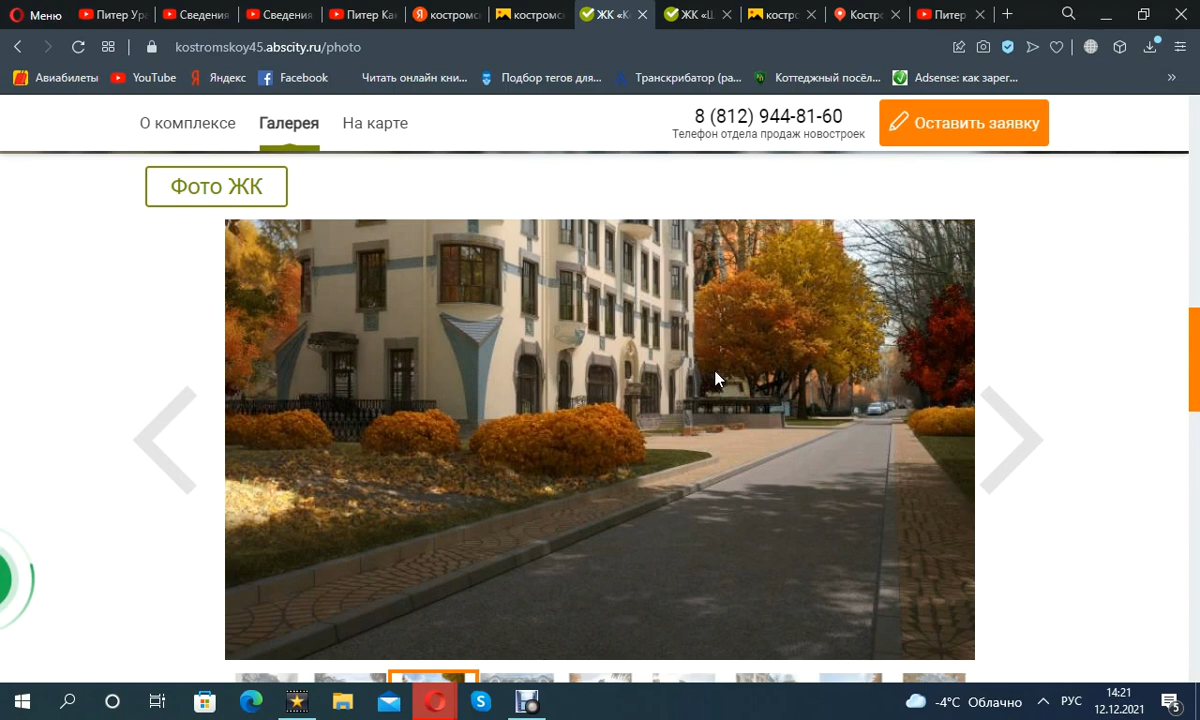 Меню
Питер Ура
Сведения
Сведения
Питер Ка
костромс
костромс
ЖК «К
ЖК «Ц
костро
Костро
Питер
kostromskoy45.abscity.ru/photo
Авиабилеты
YouTube
Яндекс
Facebook
Читать онлайн кни...
Подбор тегов для...
Транскрибатор (ра...
Коттеджный посёл...
Adsense: как зарег...
»
О комплексе
Галерея
На карте
8 (812) 944-81-60
Телефон отдела продаж новостроек
Оставить заявку
Фото ЖК
-4°C Облачно
РУС
14:21
12.12.2021
5